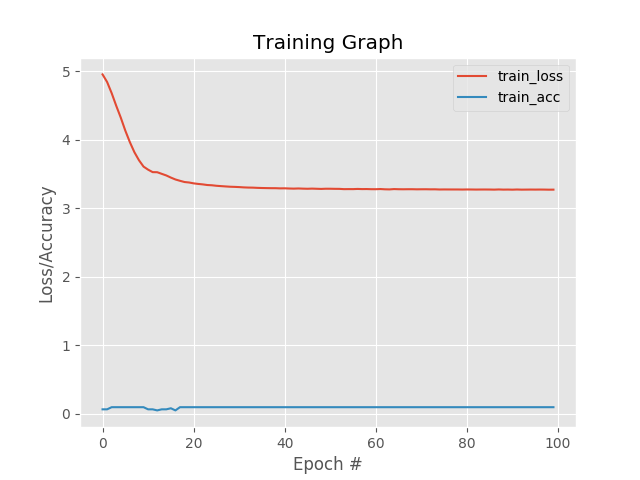 Training Graph
train_loss
train_acc
5
4
3
2
1
0
Loss/Accuracy
0 20 40 60 80 100
Epoch #